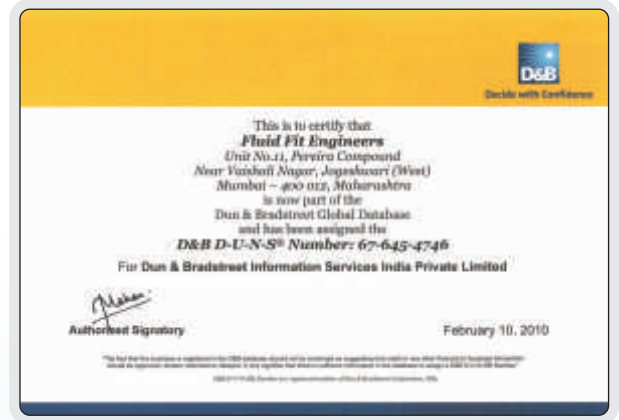 D&B
Decide with Confidence
This is to certify that
Fluid Fit Engineers
Unit No.11, Pereira Compound
Near Vaishali Nagar, Jogeshwari (West)
Mumbai – 400 012, Maharashtra
is now part of the
Dun & Bradstreet Global Database
and has been assigned the
D&B D-U-N-S® Number: 67-645-4746
For Dun & Bradstreet Information Services India Private Limited
Authorised Signatory
February 10, 2010